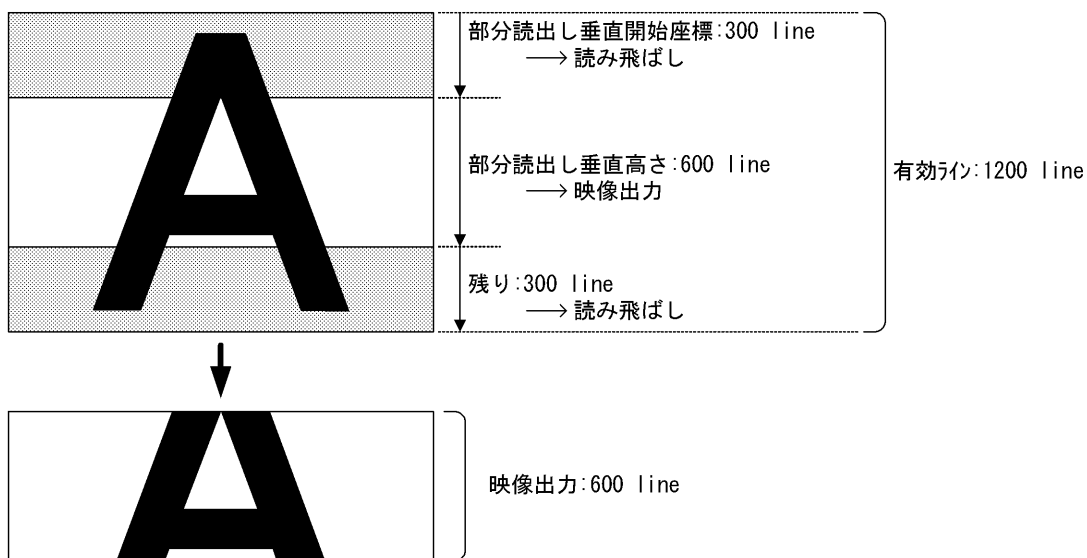 A
部分読出し垂直開始座標:300 line
→ 読み飛ばし
部分読出し垂直高さ:600 line
→ 映像出力
有効ﾗｲﾝ:1200 line
残り:300 line
→ 読み飛ばし
A
映像出力:600 line